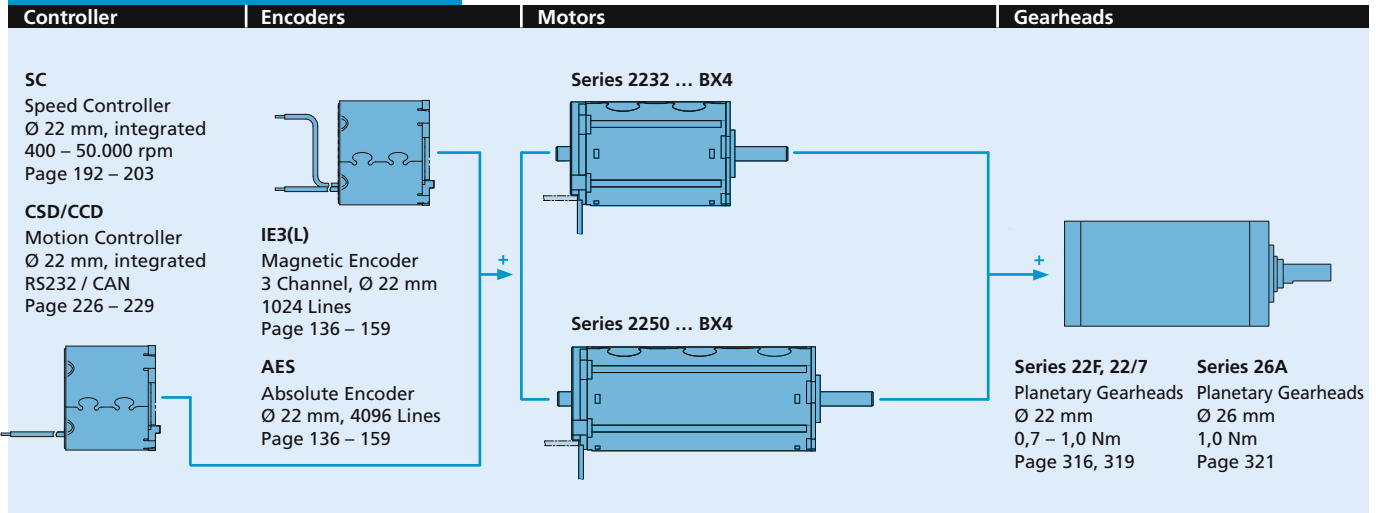 Controller
Encoders
Motors
Gearheads
SC
Speed Controller
Ø 22 mm, integrated
400 – 50.000 rpm
Page 192 – 203
CSD/CCD
Motion Controller
Ø 22 mm, integrated
RS232 / CAN
Page 226 – 229
IE3(L)
Magnetic Encoder
3 Channel, Ø 22 mm
1024 Lines
Page 136 – 159
AES
Absolute Encoder
Ø 22 mm, 4096 Lines
Page 136 – 159
+
Series 2232 … BX4
Series 2250 … BX4
+
Series 22F, 22/7
Planetary Gearheads
Ø 22 mm
0,7 – 1,0 Nm
Page 316, 319
Series 26A
Planetary Gearheads
Ø 26 mm
1,0 Nm
Page 321